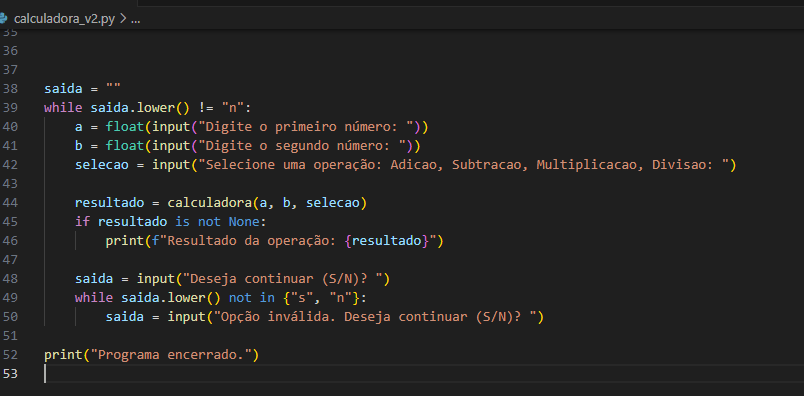 calculadora_v2.py > ...
35
36
37
38 saida = ""
39 while saida.lower() != "n":
40     a = float(input("Digite o primeiro número: "))
41     b = float(input("Digite o segundo número: "))
42     selecao = input("Selecione uma operação: Adicao, Subtracao, Multiplicacao, Divisao: ")
43
44     resultado = calculadora(a, b, selecao)
45     if resultado is not None:
46         print(f"Resultado da operação: {resultado}")
47
48     saida = input("Deseja continuar (S/N)? ")
49     while saida.lower() not in {"s", "n"}:
50         saida = input("Opção inválida. Deseja continuar (S/N)? ")
51
52 print("Programa encerrado.")
53